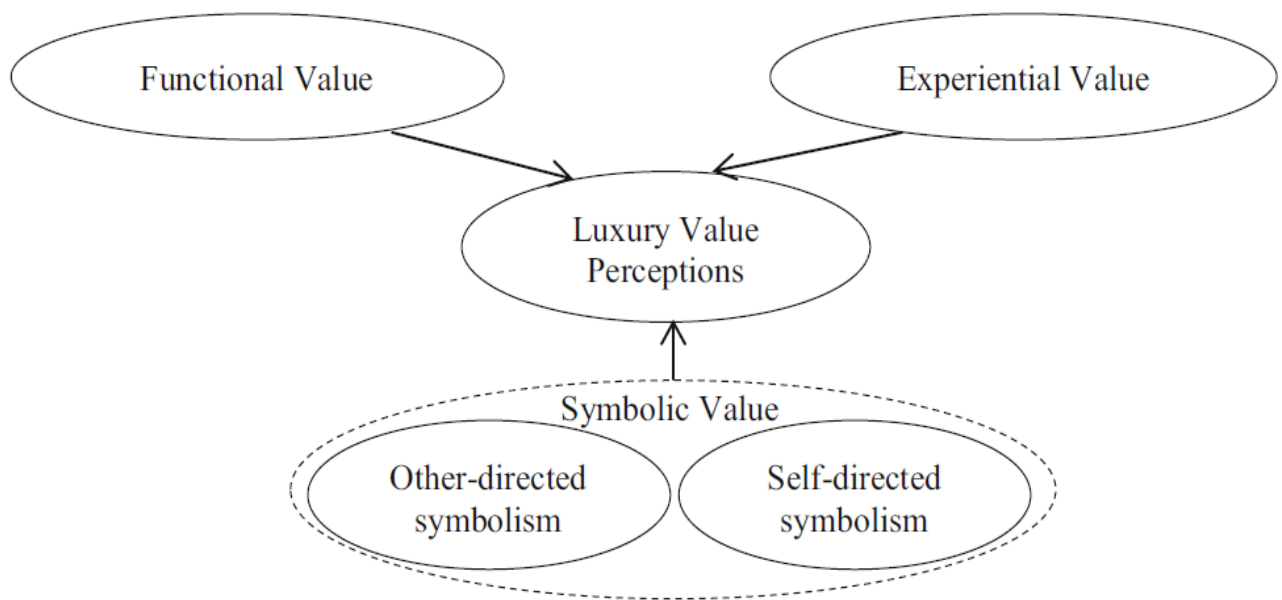 Functional Value
Experiential Value
Luxury Value
Perceptions
Symbolic Value
Other-directed
symbolism
Self-directed
symbolism